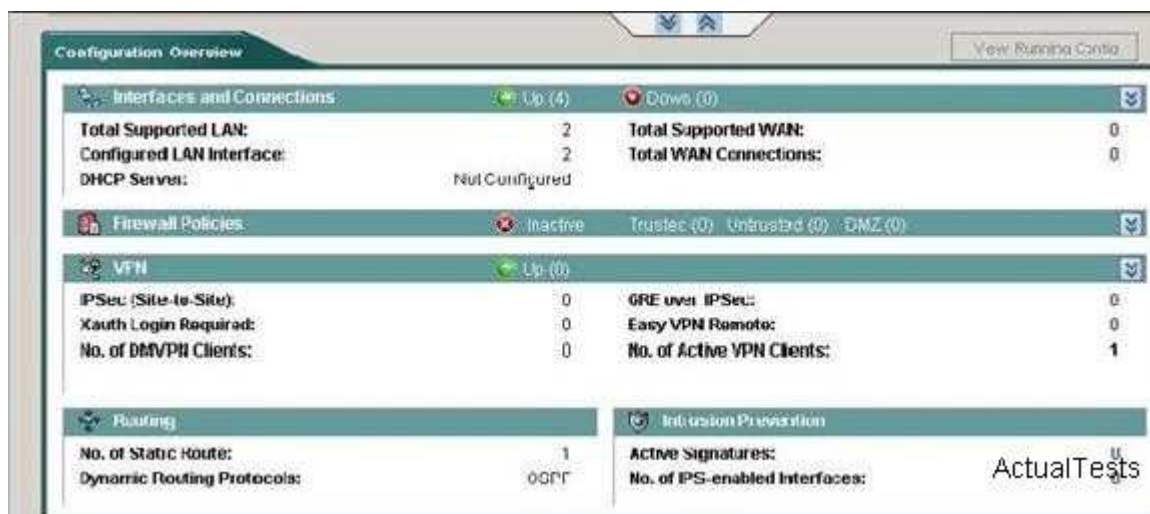 Configuration Overview
View Running Config
Interfaces and Connections Up (4) Down (0)
Total Supported LAN: 2 Total Supported WAN: 0
Configured LAN Interface: 2 Total WAN Connections: 0
DHCP Server: Not Configured
Firewall Policies Inactive Trusted (0) Untrusted (0) DMZ (0)
VPN Up (0)
IPSec (Site-to-Site): 0 GRE over IPSec: 0
Xauth Login Required: 0 Easy VPN Remote: 0
No. of DMVPN Clients: 0 No. of Active VPN Clients: 1
Routing Intrusion Prevention
No. of Static Route: 1 Active Signatures: 0
Dynamic Routing Protocols: OSPF No. of IPS-enabled Interfaces:
ActualTests